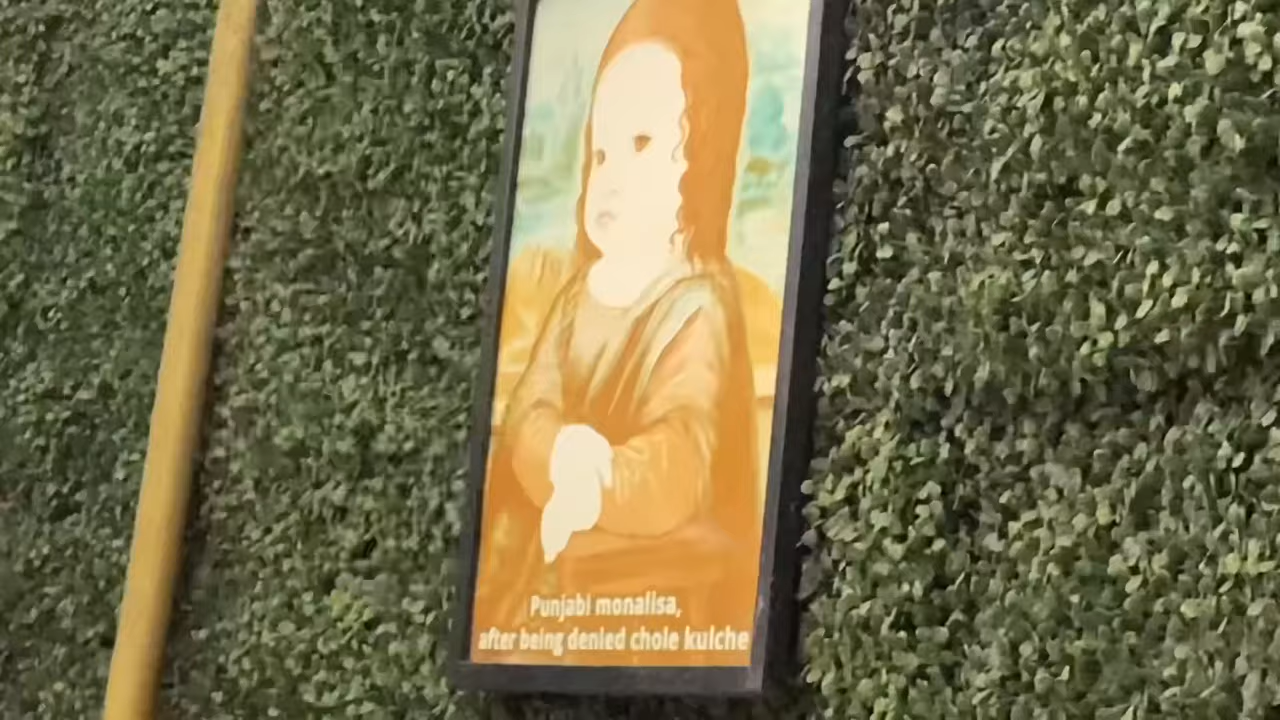 Punjabi monalisa,
after being denied chole kulche